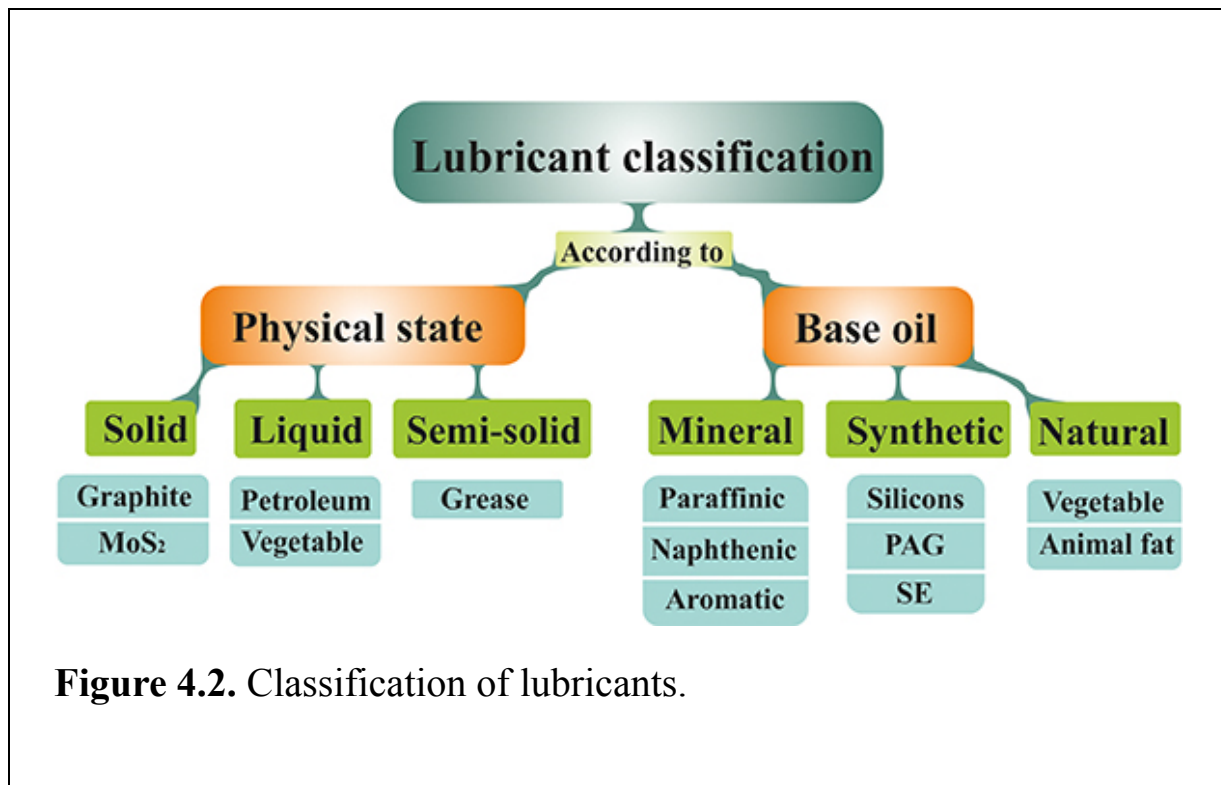 Lubricant classification
According to
Physical state
Base oil
Solid
Liquid
Semi-solid
Mineral
Synthetic
Natural
Graphite
MoS₂
Petroleum
Vegetable
Grease
Paraffinic
Naphthenic
Aromatic
Silicons
PAG
SE
Vegetable
Animal fat
Figure 4.2. Classification of lubricants.